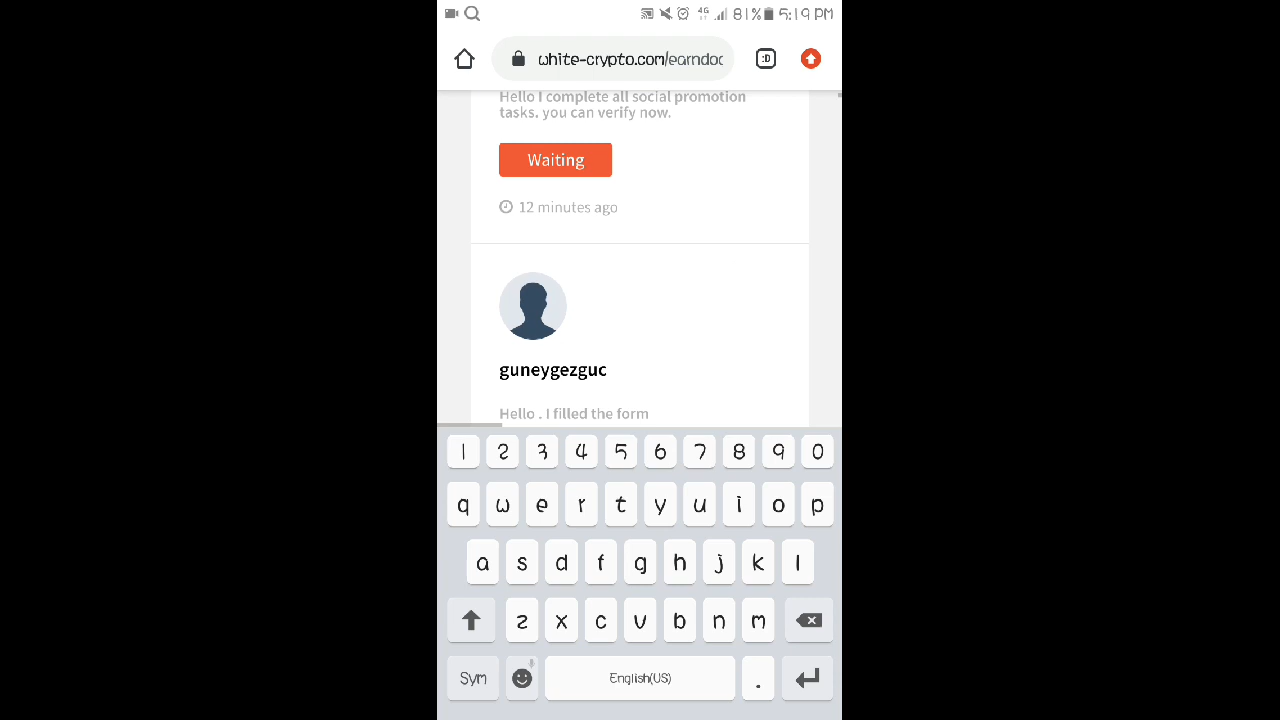 4G 81% 5:19 PM
white-crypto.com/earndoc
:D
Hello I complete all social promotion
tasks. you can verify now.
Waiting
12 minutes ago
guneygezguc
Hello . I filled the form
1 2 3 4 5 6 7 8 9 0
q w e r t y u i o p
a s d f g h j k l
z x c v b n m
Sym English(US) .